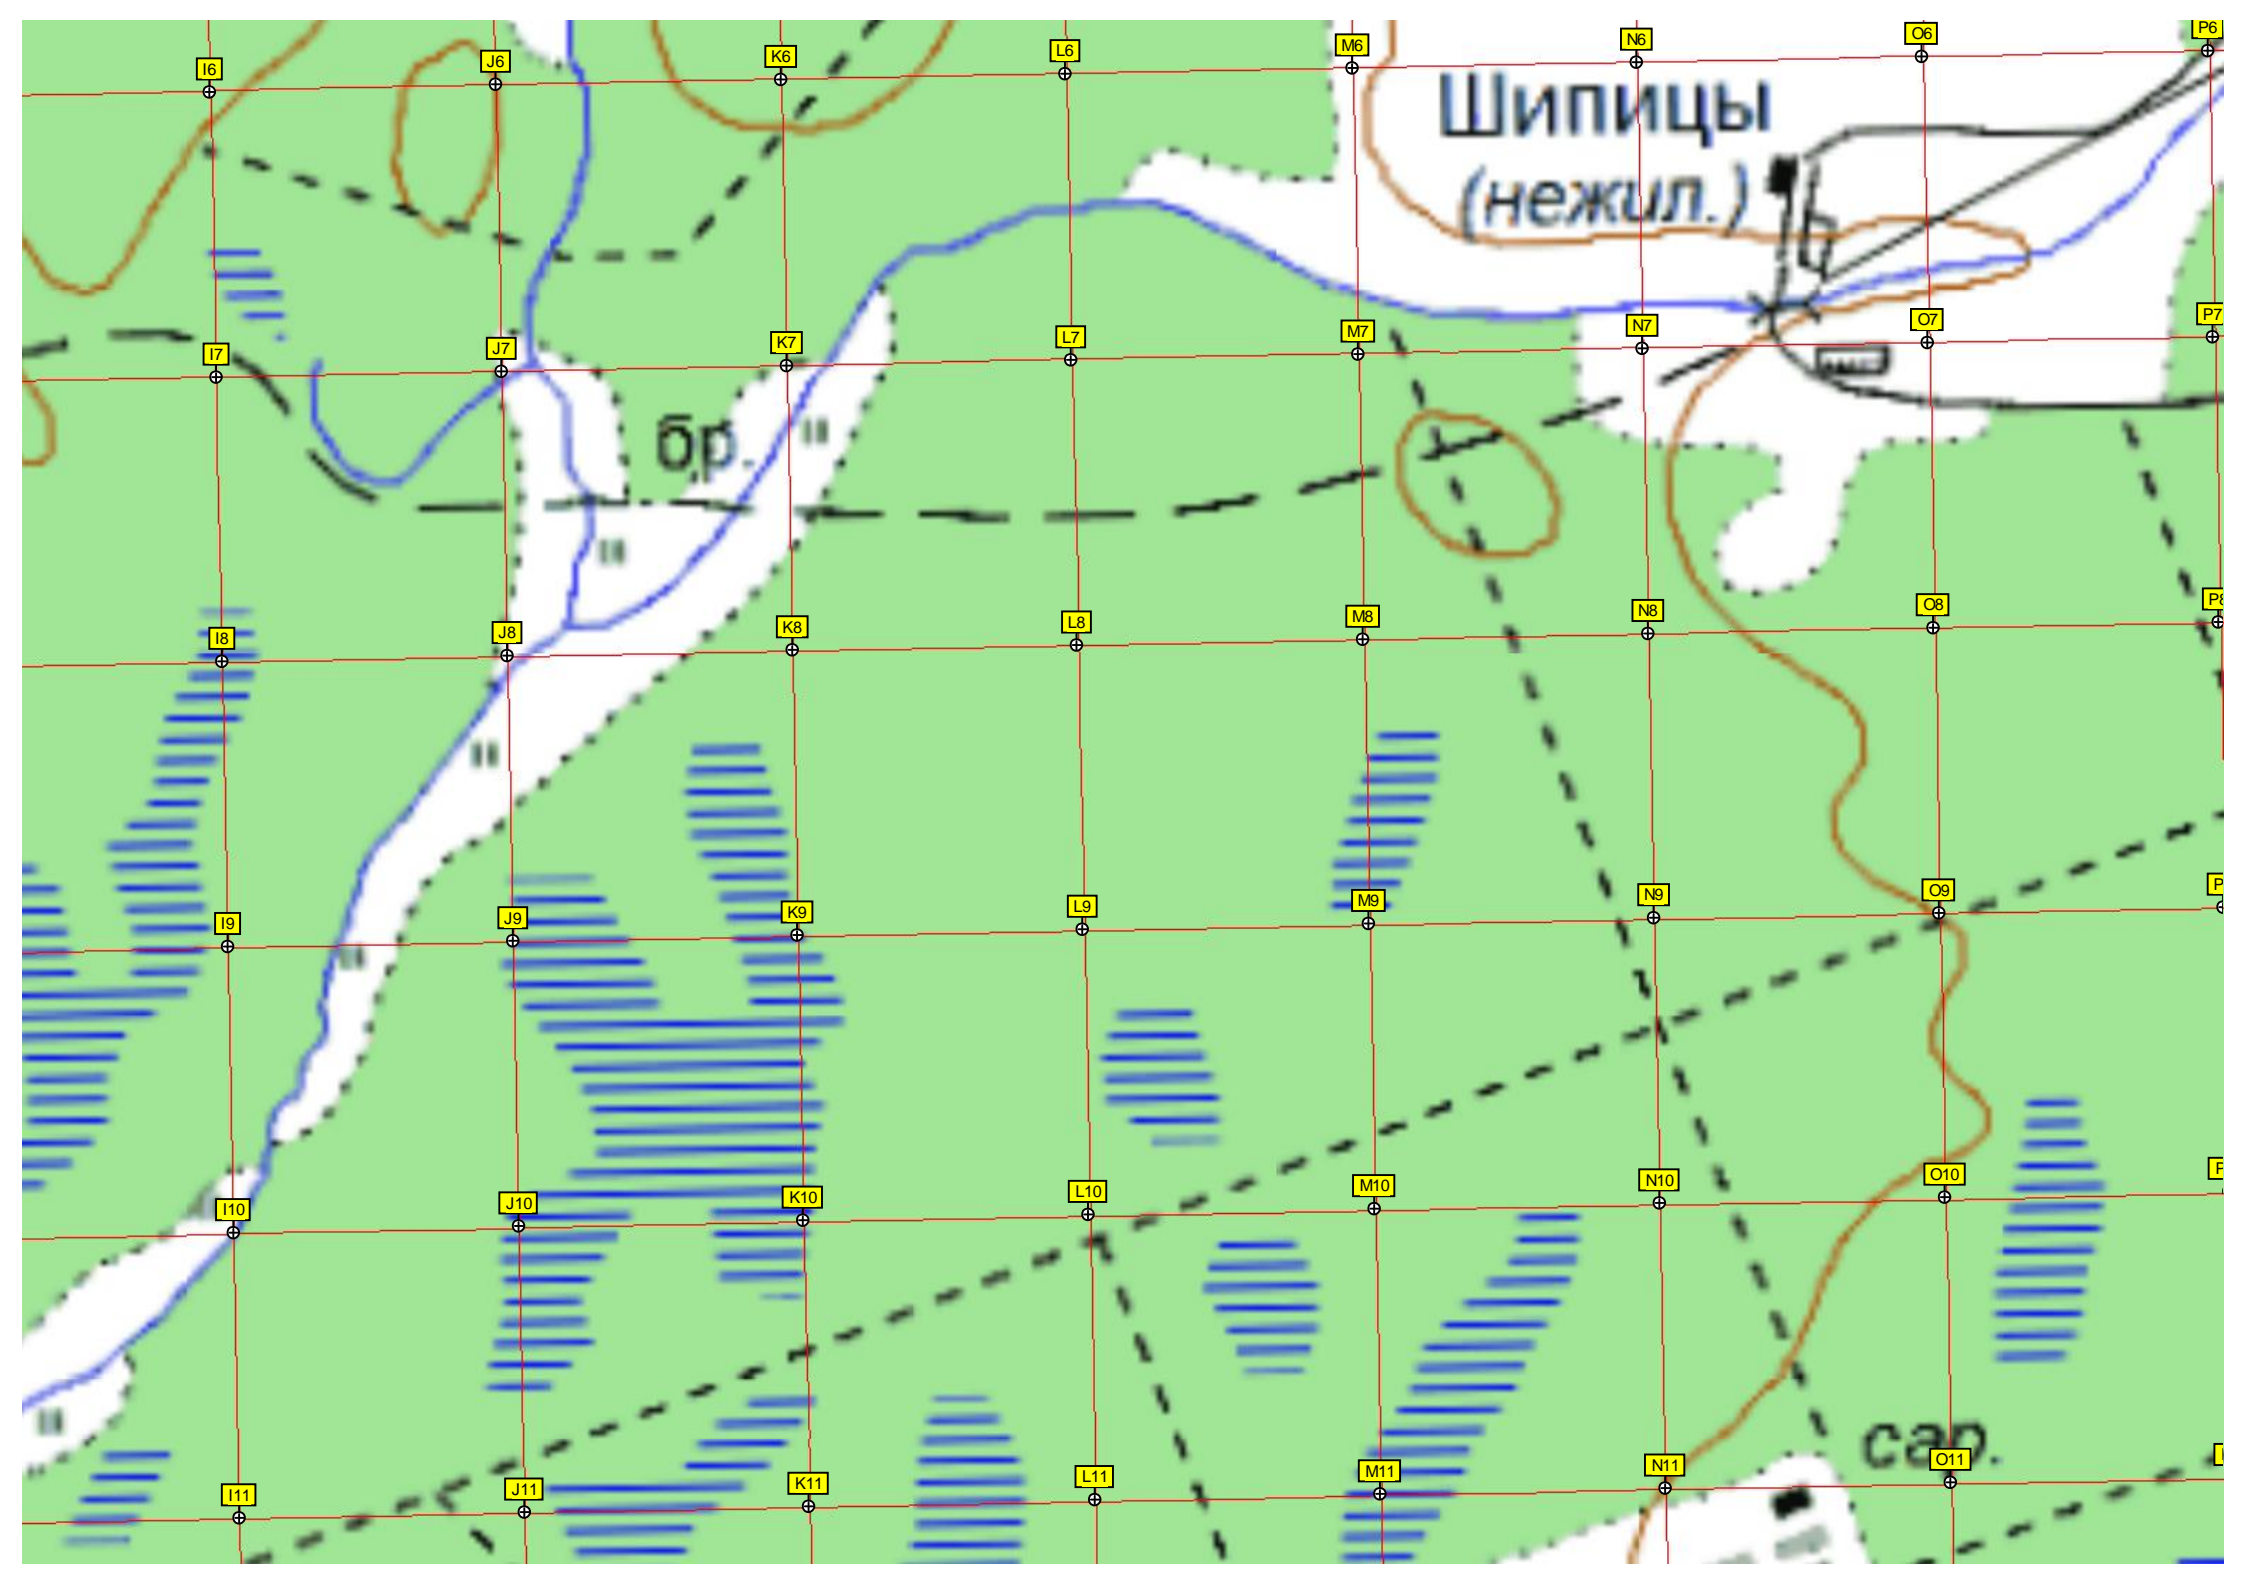 I6 J6 K6 L6 M6 N6 O6 P6
Шипицы
(нежил.)
I7 J7 K7 L7 M7 N7 O7 P7
бр.
I8 J8 K8 L8 M8 N8 O8 P8
I9 J9 K9 L9 M9 N9 O9 P
I10 J10 K10 L10 M10 N10 O10
сар.
I11 J11 K11 L11 M11 N11 O11